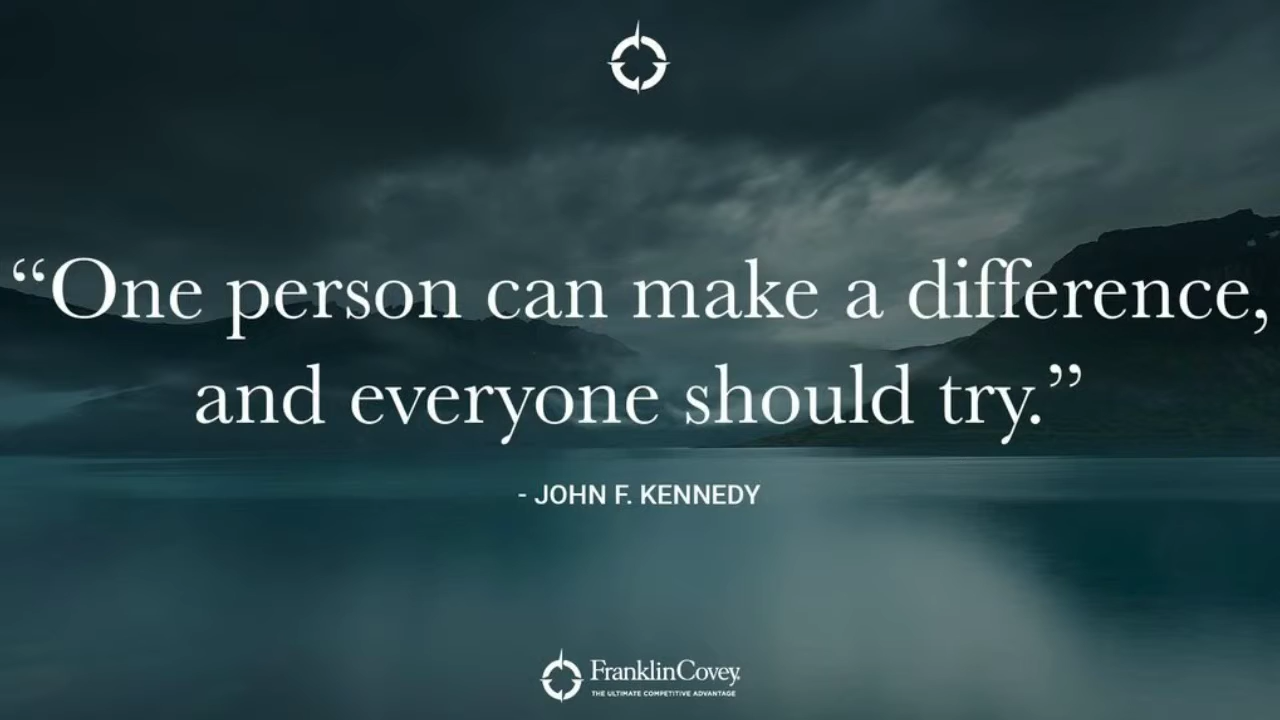 “One person can make a difference,
and everyone should try.”
- JOHN F. KENNEDY
FranklinCovey
THE ULTIMATE COMPETITIVE ADVANTAGE